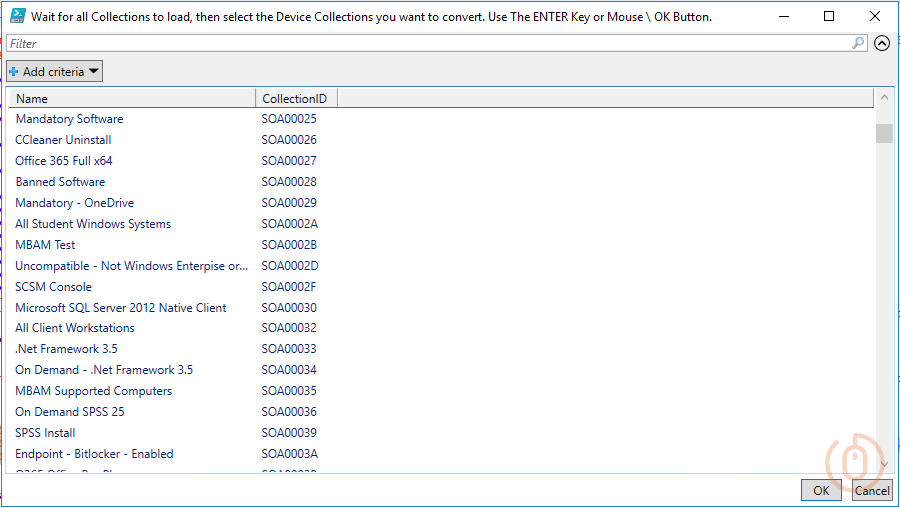 Wait for all Collections to load, then select the Device Collections you want to convert. Use The ENTER Key or Mouse \ OK Button.
Filter
Add criteria
Name CollectionID
Mandatory Software SOA00025
CCleaner Uninstall SOA00026
Office 365 Full x64 SOA00027
Banned Software SOA00028
Mandatory - OneDrive SOA00029
All Student Windows Systems SOA0002A
MBAM Test SOA0002B
Uncompatible - Not Windows Enterpise or... SOA0002D
SCSM Console SOA0002F
Microsoft SQL Server 2012 Native Client SOA00030
All Client Workstations SOA00032
.Net Framework 3.5 SOA00033
On Demand - .Net Framework 3.5 SOA00034
MBAM Supported Computers SOA00035
On Demand SPSS 25 SOA00036
SPSS Install SOA00039
Endpoint - Bitlocker - Enabled SOA0003A
OK Cancel